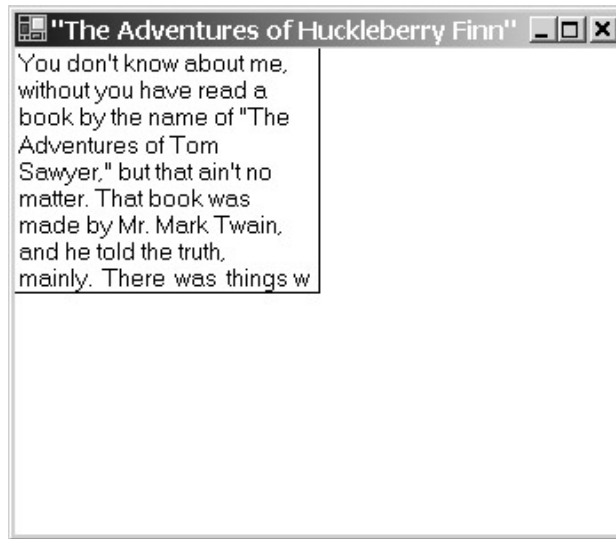 "The Adventures of Huckleberry Finn"
You don't know about me,
without you have read a
book by the name of "The
Adventures of Tom
Sawyer," but that ain't no
matter. That book was
made by Mr. Mark Twain,
and he told the truth,
mainly. There was things w